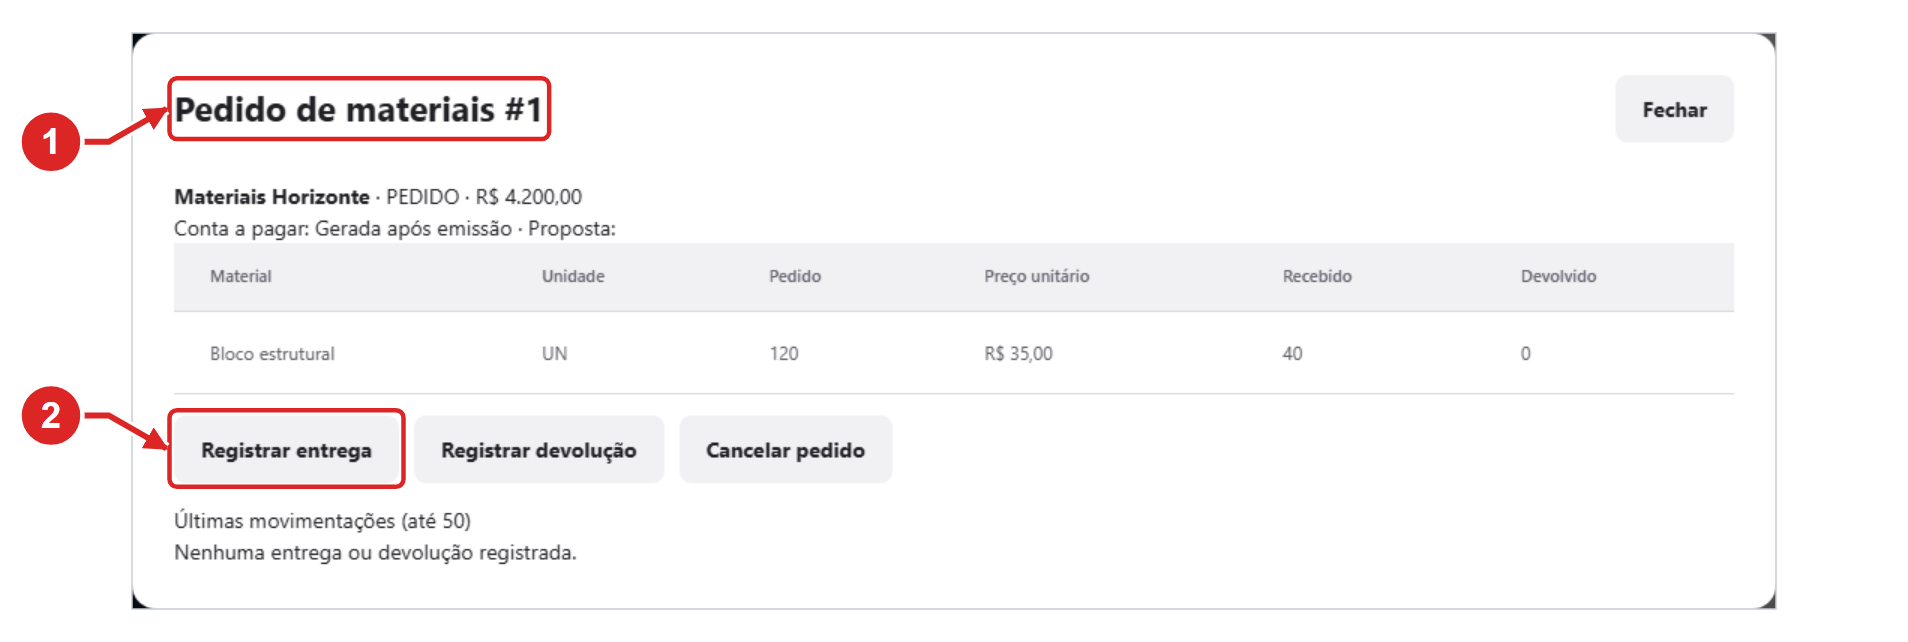 1
Pedido de materiais #1
Fechar
Materiais Horizonte · PEDIDO · R$ 4.200,00
Conta a pagar: Gerada após emissão · Proposta:
Material Unidade Pedido Preço unitário Recebido Devolvido
Bloco estrutural UN 120 R$ 35,00 40 0
2
Registrar entrega Registrar devolução Cancelar pedido
Últimas movimentações (até 50)
Nenhuma entrega ou devolução registrada.